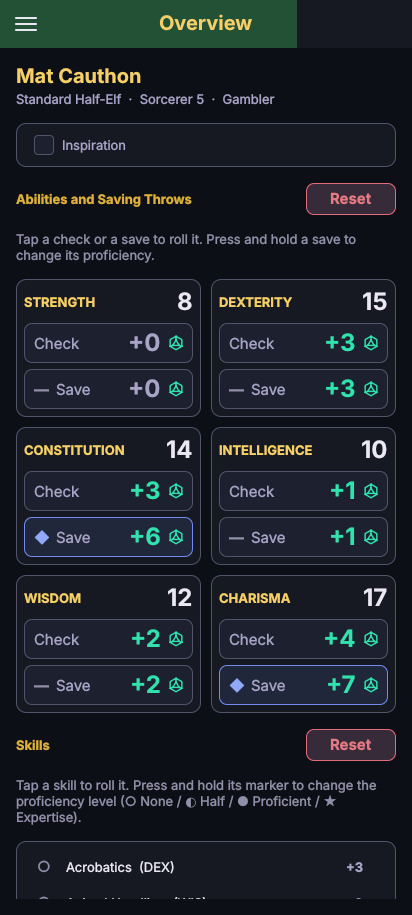 Overview
Mat Cauthon
Standard Half-Elf · Sorcerer 5 · Gambler
Inspiration
Abilities and Saving Throws
Reset
Tap a check or a save to roll it. Press and hold a save to
change its proficiency.
STRENGTH 8
Check +0
— Save +0
DEXTERITY 15
Check +3
— Save +3
CONSTITUTION 14
Check +3
◆ Save +6
INTELLIGENCE 10
Check +1
— Save +1
WISDOM 12
Check +2
— Save +2
CHARISMA 17
Check +4
◆ Save +7
Skills
Reset
Tap a skill to roll it. Press and hold its marker to change the
proficiency level (○ None / ◐ Half / ● Proficient / ★
Expertise).
Acrobatics (DEX) +3